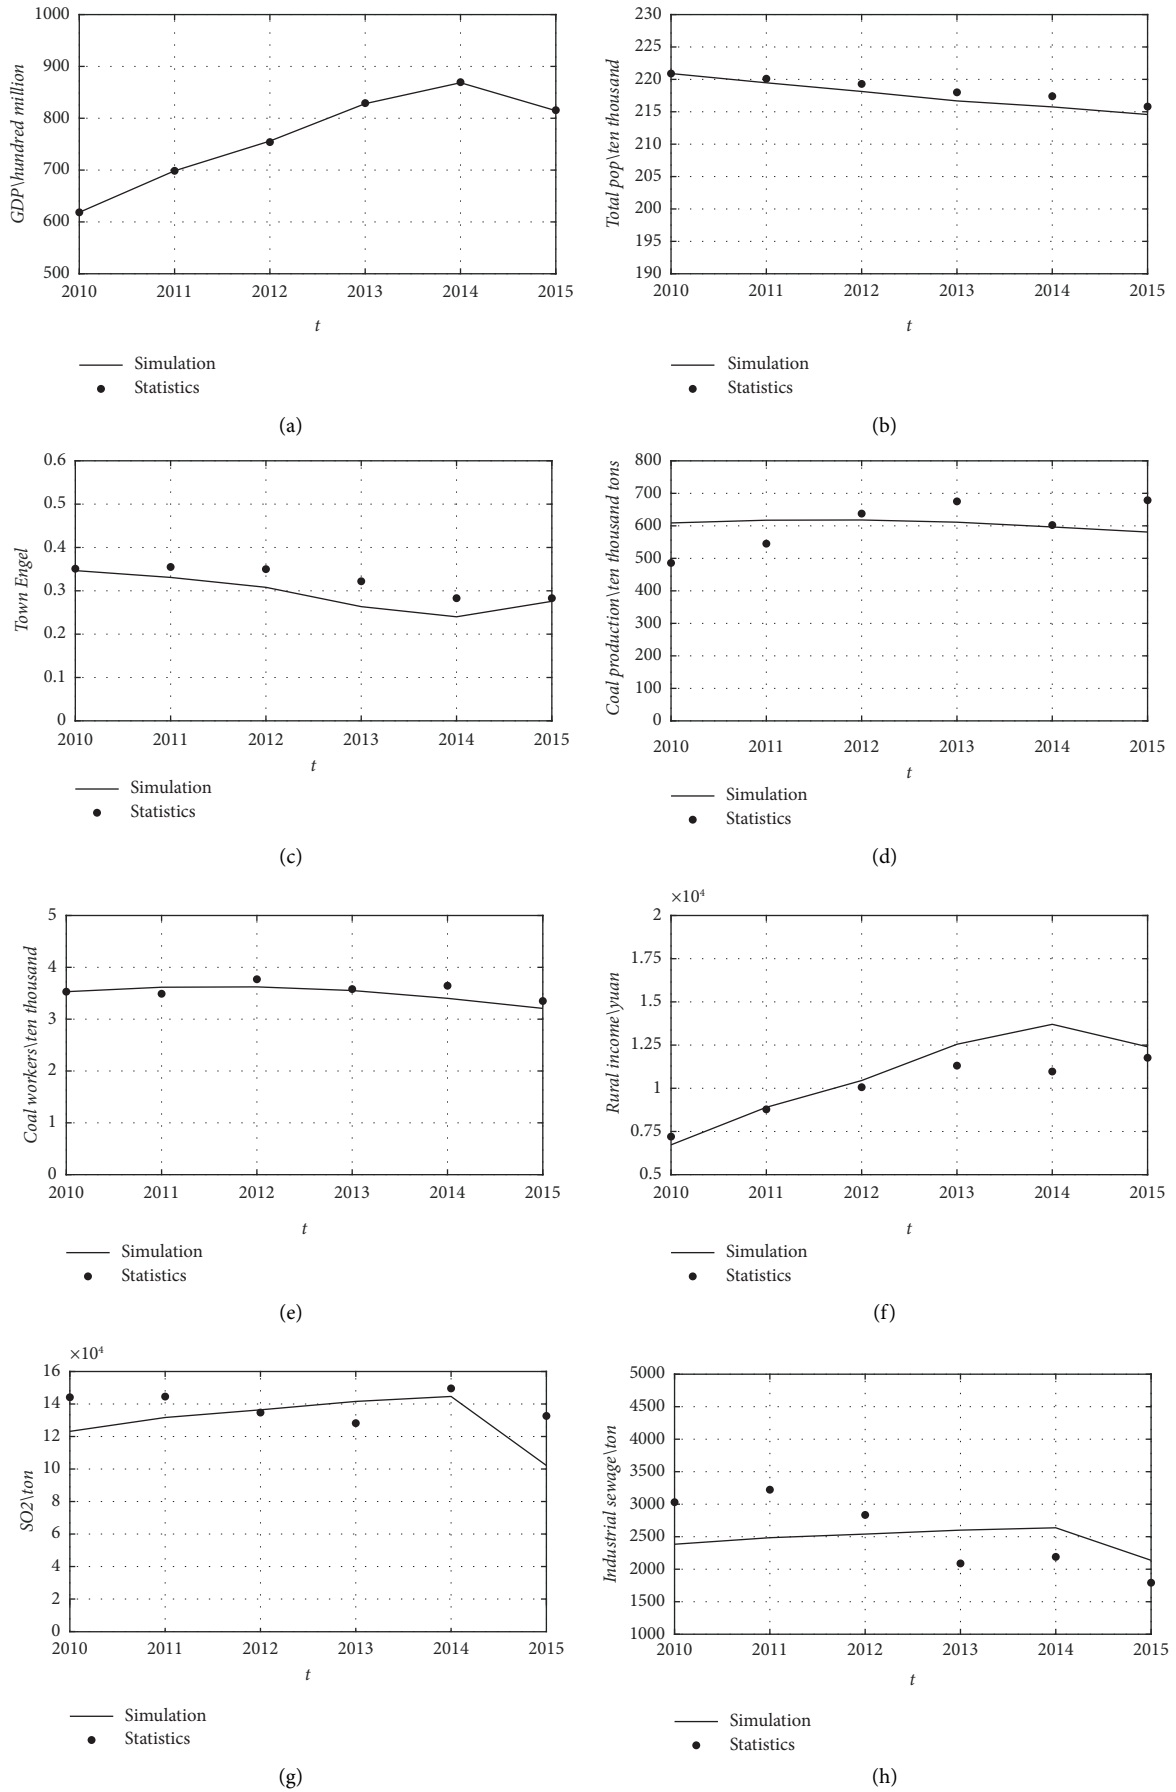 1000
900
800
700
600
500
GDP\hundred million
2010 2011 2012 2013 2014 2015
t
Simulation
Statistics
(a)
230
225
220
215
210
205
200
195
190
Total pop\ten thousand
2010 2011 2012 2013 2014 2015
t
Simulation
Statistics
(b)
0.6
0.5
0.4
0.3
0.2
0.1
0
Town Engel
2010 2011 2012 2013 2014 2015
t
Simulation
Statistics
(c)
800
700
600
500
400
300
200
100
0
Coal production\ten thousand tons
2010 2011 2012 2013 2014 2015
t
Simulation
Statistics
(d)
5
4
3
2
1
0
Coal workers\ten thousand
2010 2011 2012 2013 2014 2015
t
Simulation
Statistics
(e)
×10⁴
2
1.75
1.5
1.25
1
0.75
0.5
Rural income\yuan
2010 2011 2012 2013 2014 2015
t
Simulation
Statistics
(f)
×10⁴
16
14
12
10
8
6
4
2
0
SO2\ton
2010 2011 2012 2013 2014 2015
t
Simulation
Statistics
(g)
5000
4500
4000
3500
3000
2500
2000
1500
1000
Industrial sewage\ton
2010 2011 2012 2013 2014 2015
t
Simulation
Statistics
(h)